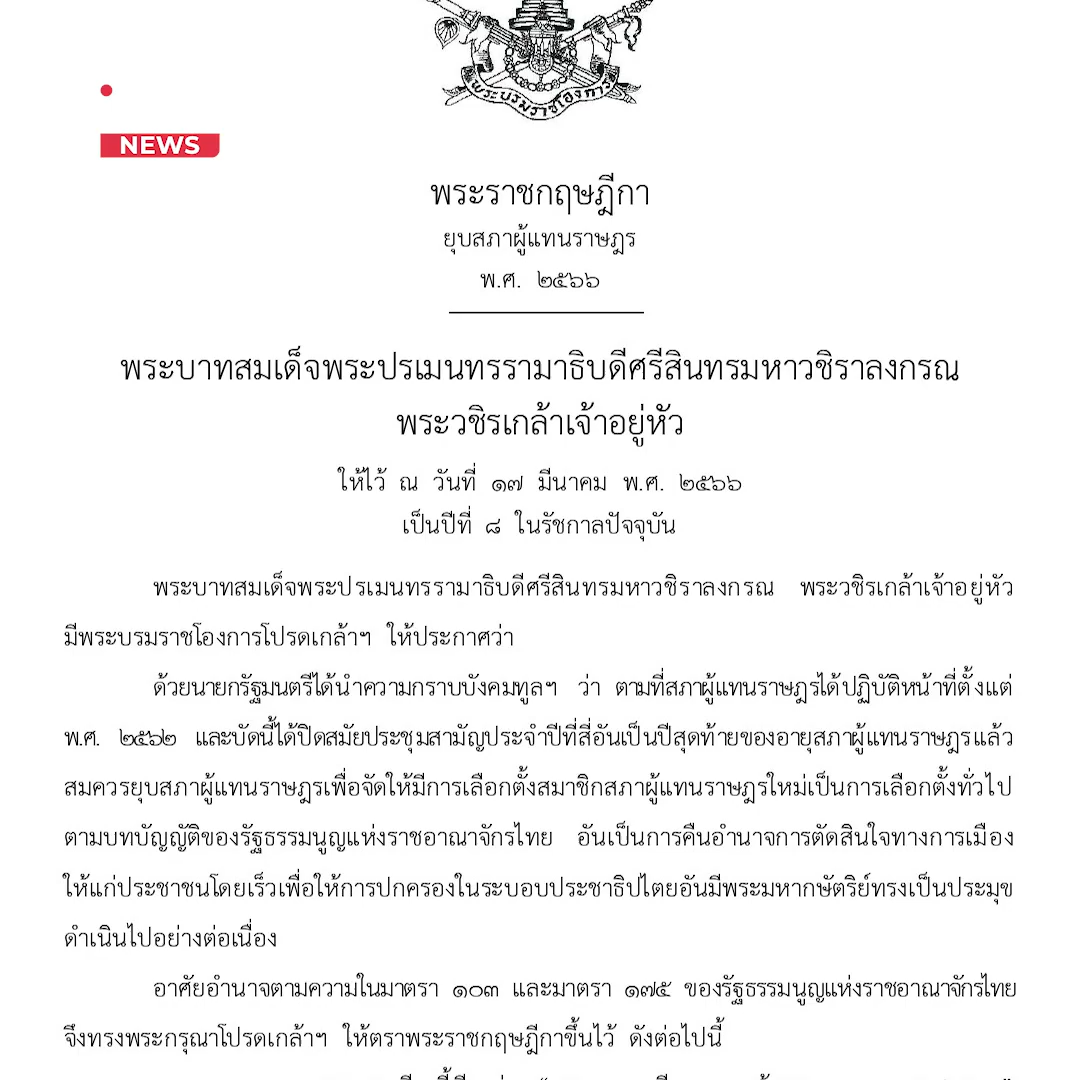 พระบรมราชโองการ
NEWS
พระราชกฤษฎีกา
ยุบสภาผู้แทนราษฎร
พ.ศ. ๒๕๖๖
พระบาทสมเด็จพระปรเมนทรรามาธิบดีศรีสินทรมหาวชิราลงกรณ
พระวชิรเกล้าเจ้าอยู่หัว
ให้ไว้ ณ วันที่ ๑๗ มีนาคม พ.ศ. ๒๕๖๖
เป็นปีที่ ๘ ในรัชกาลปัจจุบัน
พระบาทสมเด็จพระปรเมนทรรามาธิบดีศรีสินทรมหาวชิราลงกรณ พระวชิรเกล้าเจ้าอยู่หัว
มีพระบรมราชโองการโปรดเกล้าฯ ให้ประกาศว่า
ด้วยนายกรัฐมนตรีได้นำความกราบบังคมทูลฯ ว่า ตามที่สภาผู้แทนราษฎรได้ปฏิบัติหน้าที่ตั้งแต่
พ.ศ. ๒๕๖๒ และบัดนี้ได้ปิดสมัยประชุมสามัญประจำปีที่สี่อันเป็นปีสุดท้ายของอายุสภาผู้แทนราษฎรแล้ว
สมควรยุบสภาผู้แทนราษฎรเพื่อจัดให้มีการเลือกตั้งสมาชิกสภาผู้แทนราษฎรใหม่เป็นการเลือกตั้งทั่วไป
ตามบทบัญญัติของรัฐธรรมนูญแห่งราชอาณาจักรไทย อันเป็นการคืนอำนาจการตัดสินใจทางการเมือง
ให้แก่ประชาชนโดยเร็วเพื่อให้การปกครองในระบอบประชาธิปไตยอันมีพระมหากษัตริย์ทรงเป็นประมุข
ดำเนินไปอย่างต่อเนื่อง
อาศัยอำนาจตามความในมาตรา ๑๐๓ และมาตรา ๑๗๕ ของรัฐธรรมนูญแห่งราชอาณาจักรไทย
จึงทรงพระกรุณาโปรดเกล้าฯ ให้ตราพระราชกฤษฎีกาขึ้นไว้ ดังต่อไปนี้